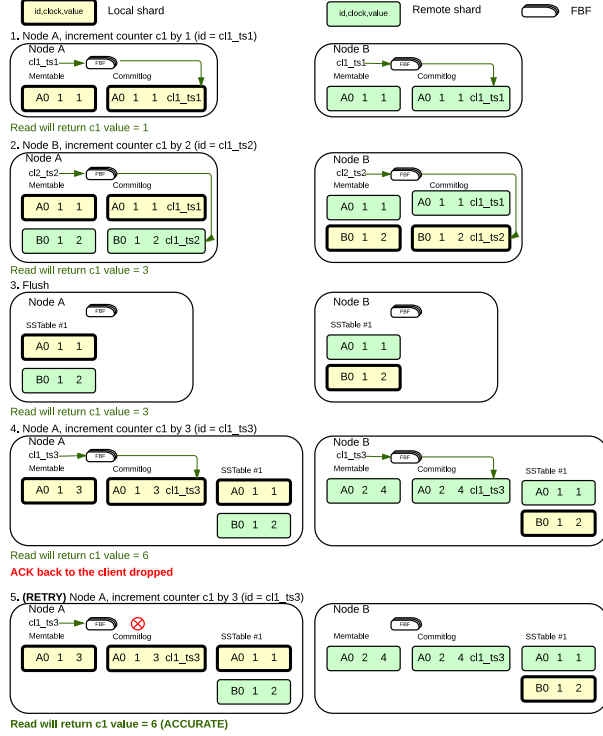 id,clock,value Local shard id,clock,value Remote shard FBF
1. Node A, increment counter c1 by 1 (id = cl1_ts1)
Node A
cl1_ts1 FBF
Memtable Commitlog
A0 1 1 A0 1 1 cl1_ts1
Node B
cl1_ts1 FBF
Memtable Commitlog
A0 1 1 A0 1 1 cl1_ts1
Read will return c1 value = 1
2. Node B, increment counter c1 by 2 (id = cl1_ts2)
Node A
cl2_ts2 FBF
Memtable Commitlog
A0 1 1 A0 1 1 cl1_ts1
B0 1 2 B0 1 2 cl1_ts2
Node B
cl2_ts2 FBF
Memtable Commitlog
A0 1 1 A0 1 1 cl1_ts1
B0 1 2 B0 1 2 cl1_ts2
Read will return c1 value = 3
3. Flush
Node A
FBF
SSTable #1
A0 1 1
B0 1 2
Node B
FBF
SSTable #1
A0 1 1
B0 1 2
Read will return c1 value = 3
4. Node A, increment counter c1 by 3 (id = cl1_ts3)
Node A
cl1_ts3 FBF
Memtable Commitlog SSTable #1
A0 1 3 A0 1 3 cl1_ts3 A0 1 1
B0 1 2
Node B
cl1_ts3 FBF
Memtable Commitlog SSTable #1
A0 2 4 A0 2 4 cl1_ts3 A0 1 1
B0 1 2
Read will return c1 value = 6
ACK back to the client dropped
5. (RETRY) Node A, increment counter c1 by 3 (id = cl1_ts3)
Node A
cl1_ts3 FBF
Memtable Commitlog SSTable #1
A0 1 3 A0 1 3 cl1_ts3 A0 1 1
B0 1 2
Node B
FBF
Memtable Commitlog SSTable #1
A0 2 4 A0 2 4 cl1_ts3 A0 1 1
B0 1 2
Read will return c1 value = 6 (ACCURATE)